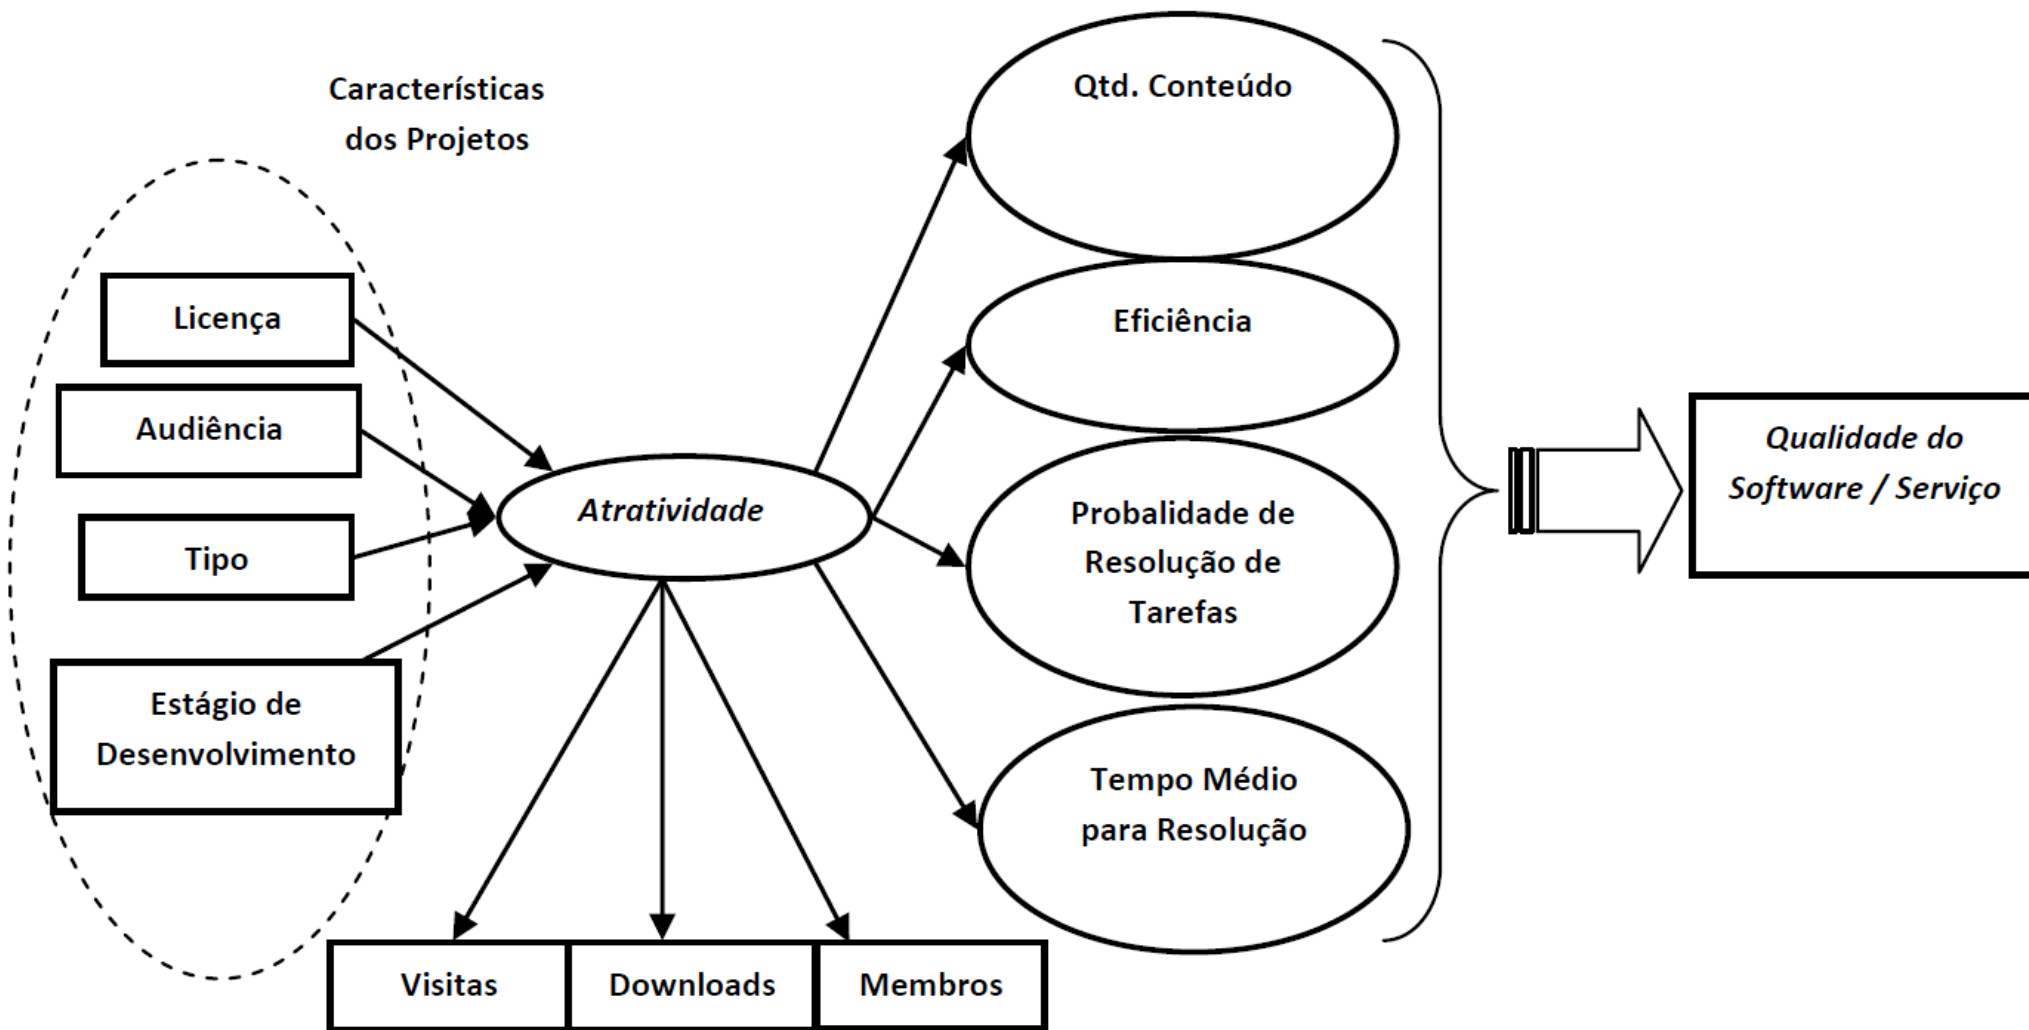 Características
dos Projetos
Licença
Audiência
Tipo
Estágio de
Desenvolvimento
Atratividade
Visitas
Downloads
Membros
Qtd. Conteúdo
Eficiência
Probalidade de
Resolução de
Tarefas
Tempo Médio
para Resolução
Qualidade do
Software / Serviço